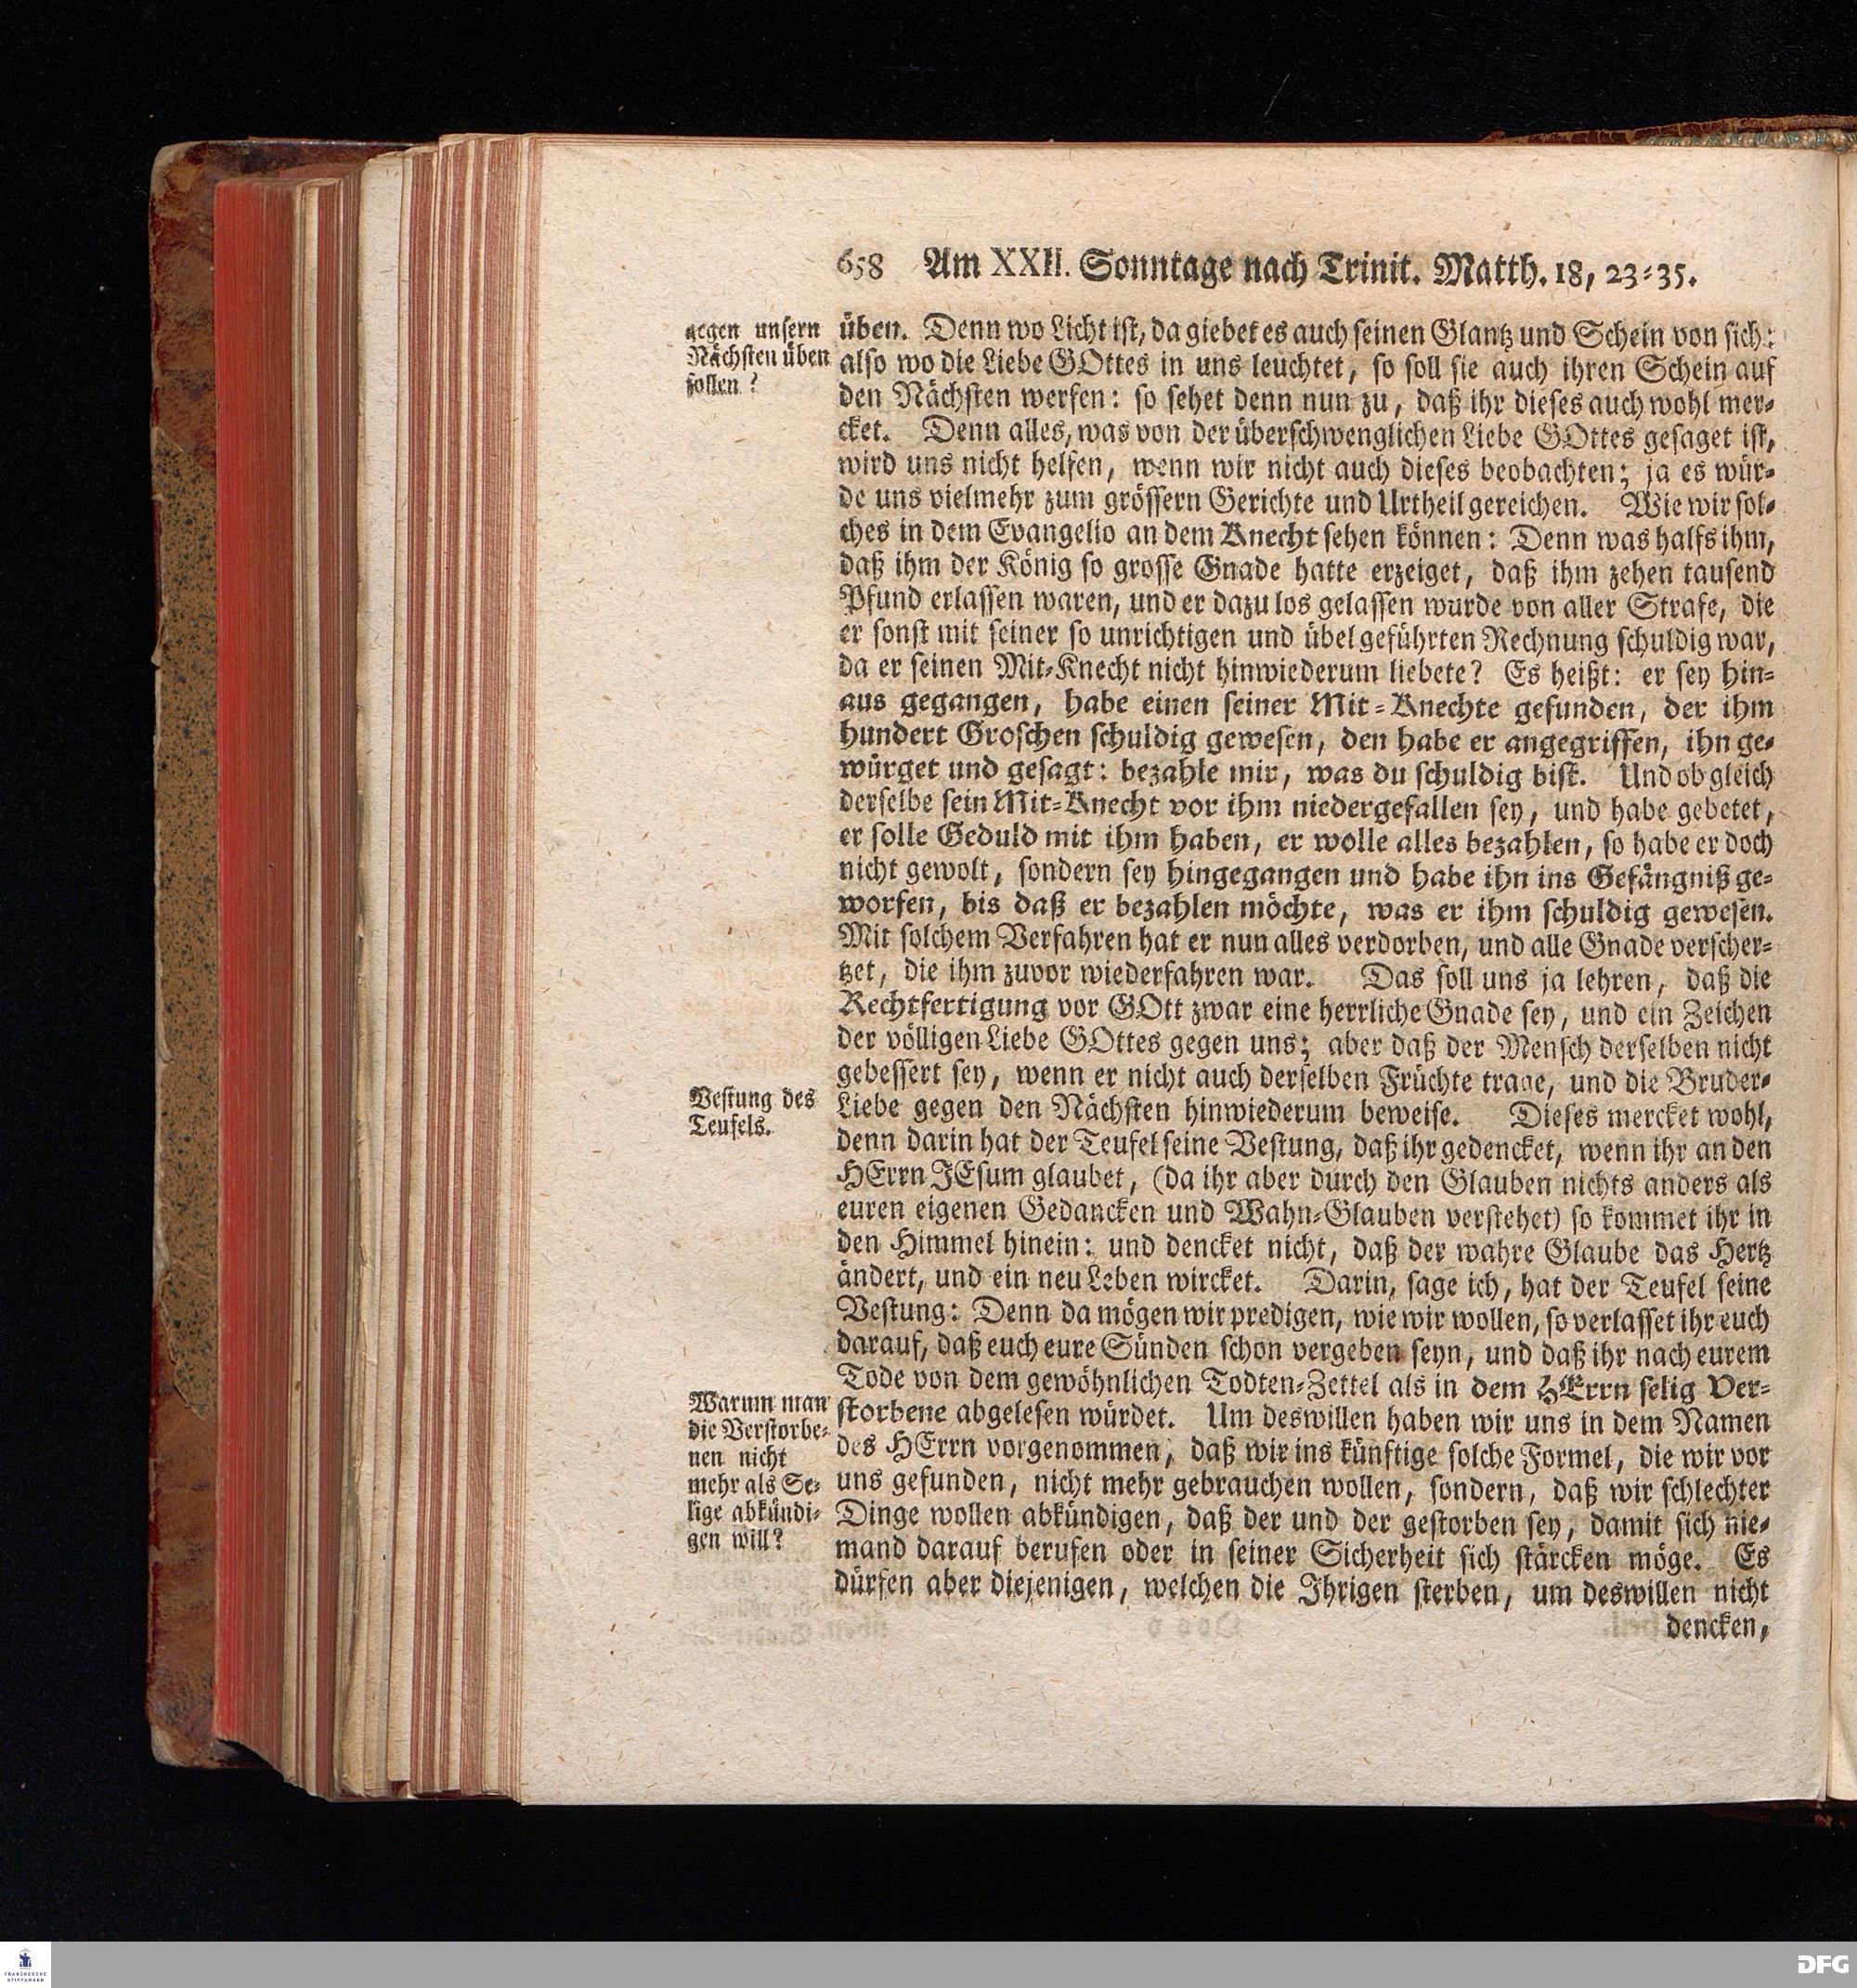 658 Am XXII. Sonntage nach Trinit. Matth. 18, 23-35.
gegen unsern
Nächsten üben
sollen?
üben. Denn wo Licht ist, da giebet es auch seinen Glantz und Schein von sich:
also wo die Liebe GOttes in uns leuchtet, so soll sie auch ihren Schein auf
den Nächsten werfen: so sehet denn nun zu, daß ihr dieses auch wohl mer-
cket. Denn alles, was von der überschwenglichen Liebe GOttes gesaget ist,
wird uns nicht helfen, wenn wir nicht auch dieses beobachten; ja es wür-
de uns vielmehr zum grössern Gerichte und Urtheil gereichen. Wie wir sol-
ches in dem Evangelio an dem Knecht sehen können: Denn was halfs ihm,
daß ihm der König so grosse Gnade hatte erzeiget, daß ihm zehen tausend
Pfund erlassen waren, und er dazu los gelassen wurde von aller Strafe, die
er sonst mit seiner so unrichtigen und übel geführten Rechnung schuldig war,
da er seinen Mit-Knecht nicht hinwiederum liebete? Es heißt: er sey hin-
aus gegangen, habe einen seiner Mit-Knechte gefunden, der ihm
hundert Groschen schuldig gewesen, den habe er angegriffen, ihn ge-
würget und gesagt: bezahle mir, was du schuldig bist. Und ob gleich
derselbe sein Mit-Knecht vor ihm niedergefallen sey, und habe gebetet,
er solle Geduld mit ihm haben, er wolle alles bezahlen, so habe er doch
nicht gewolt, sondern sey hingegangen und habe ihn ins Gefängniß ge-
worfen, bis daß er bezahlen möchte, was er ihm schuldig gewesen.
Mit solchem Verfahren hat er nun alles verdorben, und alle Gnade verscher-
tzet, die ihm zuvor wiederfahren war. Das soll uns ja lehren, daß die
Rechtfertigung vor GOtt zwar eine herrliche Gnade sey, und ein Zeichen
der völligen Liebe GOttes gegen uns; aber daß der Mensch derselben nicht
gebessert sey, wenn er nicht auch derselben Früchte trage, und die Bruder-
Vestung des
Teufels.
Liebe gegen den Nächsten hinwiederum beweise. Dieses mercket wohl,
denn darin hat der Teufel seine Vestung, daß ihr gedencket, wenn ihr an den
HErrn JEsum glaubet, (da ihr aber durch den Glauben nichts anders als
euren eigenen Gedancken und Wahn-Glauben verstehet) so kommet ihr in
den Himmel hinein: und dencket nicht, daß der wahre Glaube das Hertz
ändert, und ein neu Leben wircket. Darin, sage ich, hat der Teufel seine
Vestung: Denn da mögen wir predigen, wie wir wollen, so verlasset ihr euch
darauf, daß euch eure Sünden schon vergeben seyn, und daß ihr nach eurem
Tode von dem gewöhnlichen Todten-Zettel als in dem HErrn selig Ver-
Warum man
die Verstorbe-
nen nicht
mehr als Se-
lige abkündi-
gen will?
storbene abgelesen würdet. Um deswillen haben wir uns in dem Namen
des HErrn vorgenommen, daß wir ins künftige solche Formel, die wir vor
uns gefunden, nicht mehr gebrauchen wollen, sondern, daß wir schlechter
Dinge wollen abkündigen, daß der und der gestorben sey, damit sich nie-
mand darauf berufen oder in seiner Sicherheit sich stärcken möge. Es
dürfen aber diejenigen, welchen die Ihrigen sterben, um deswillen nicht
dencken,
FRANCKESCHE
STIFTUNGEN
DFG